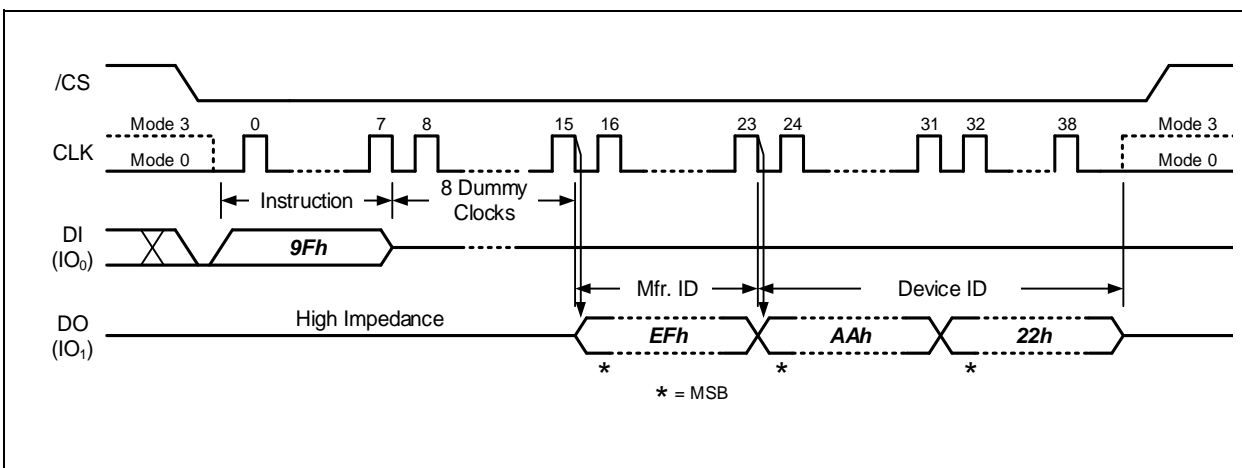 /CS
Mode 3 0 7 8 15 16 23 24 31 32 38 Mode 3
CLK
Mode 0 Mode 0
Instruction 8 Dummy
Clocks
DI
(IO₀)
9Fh
Mfr. ID Device ID
DO
(IO₁)
High Impedance EFh AAh 22h
* * *
* = MSB